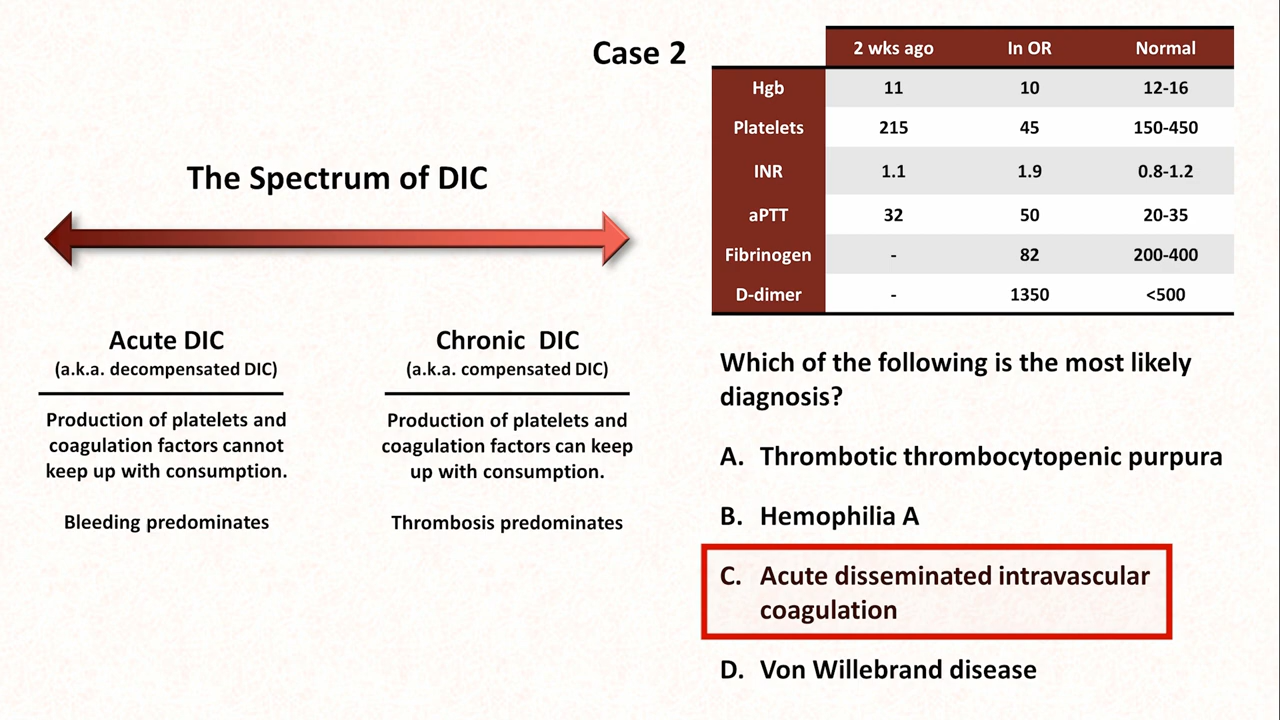 Case 2
The Spectrum of DIC
Acute DIC
(a.k.a. decompensated DIC)
Production of platelets and
coagulation factors cannot
keep up with consumption.
Bleeding predominates
Chronic DIC
(a.k.a. compensated DIC)
Production of platelets and
coagulation factors can keep
up with consumption.
Thrombosis predominates
2 wks ago In OR Normal
Hgb 11 10 12-16
Platelets 215 45 150-450
INR 1.1 1.9 0.8-1.2
aPTT 32 50 20-35
Fibrinogen - 82 200-400
D-dimer - 1350 <500
Which of the following is the most likely
diagnosis?
A. Thrombotic thrombocytopenic purpura
B. Hemophilia A
C. Acute disseminated intravascular
coagulation
D. Von Willebrand disease